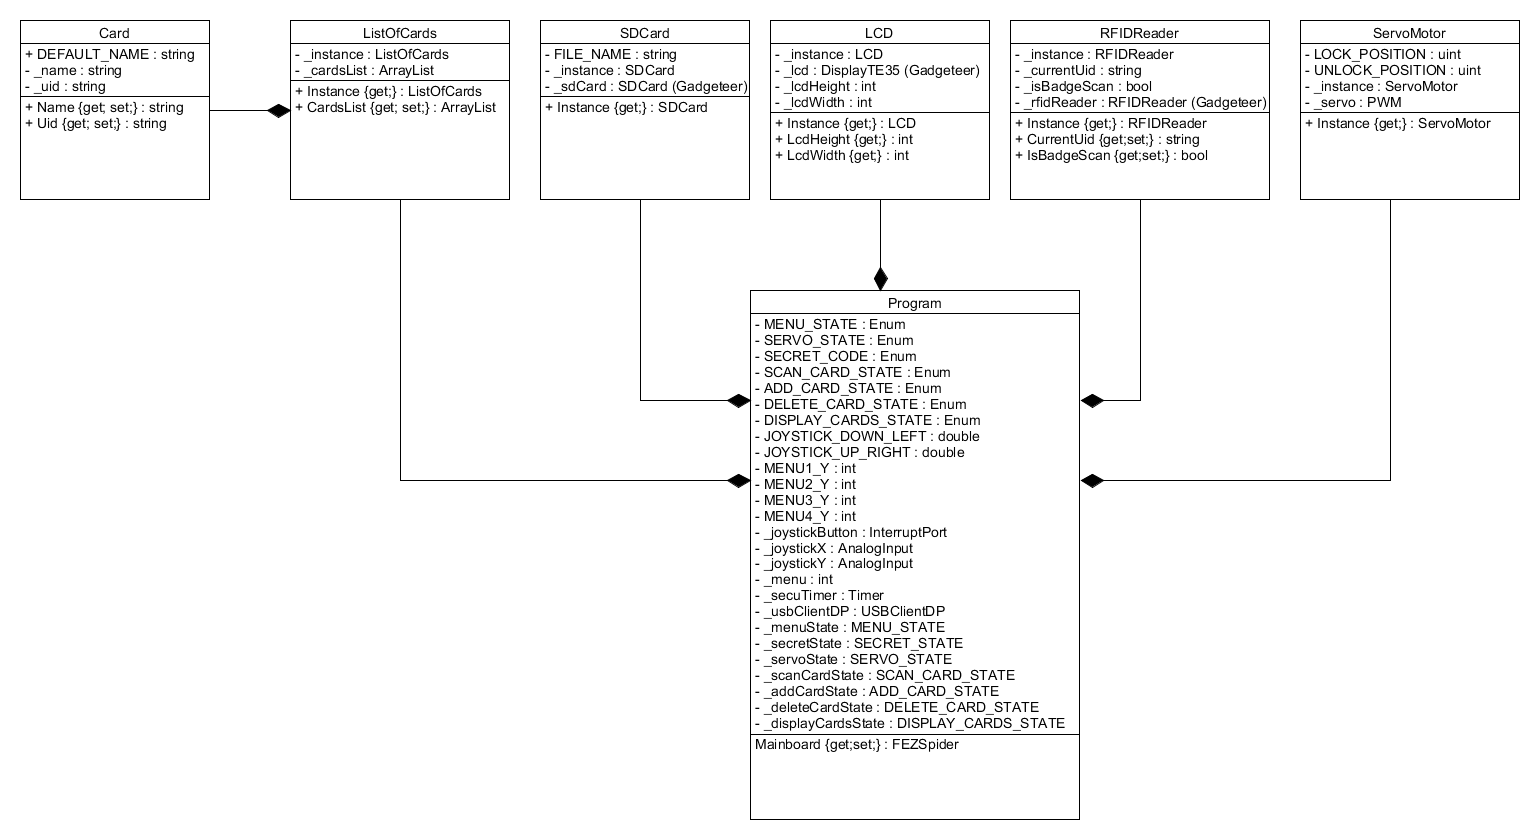 Card
+ DEFAULT_NAME : string
- _name : string
- _uid : string
+ Name {get; set;} : string
+ Uid {get; set;} : string
ListOfCards
- _instance : ListOfCards
- _cardsList : ArrayList
+ Instance {get;} : ListOfCards
+ CardsList {get; set;} : ArrayList
SDCard
- FILE_NAME : string
- _instance : SDCard
- _sdCard : SDCard (Gadgeteer)
+ Instance {get;} : SDCard
LCD
- _instance : LCD
- _lcd : DisplayTE35 (Gadgeteer)
- _lcdHeight : int
- _lcdWidth : int
+ Instance {get;} : LCD
+ LcdHeight {get;} : int
+ LcdWidth {get;} : int
RFIDReader
- _instance : RFIDReader
- _currentUid : string
- _isBadgeScan : bool
- _rfidReader : RFIDReader (Gadgeteer)
+ Instance {get;} : RFIDReader
+ CurrentUid {get;set;} : string
+ IsBadgeScan {get;set;} : bool
ServoMotor
- LOCK_POSITION : uint
- UNLOCK_POSITION : uint
- _instance : ServoMotor
- _servo : PWM
+ Instance {get;} : ServoMotor
Program
- MENU_STATE : Enum
- SERVO_STATE : Enum
- SECRET_CODE : Enum
- SCAN_CARD_STATE : Enum
- ADD_CARD_STATE : Enum
- DELETE_CARD_STATE : Enum
- DISPLAY_CARDS_STATE : Enum
- JOYSTICK_DOWN_LEFT : double
- JOYSTICK_UP_RIGHT : double
- MENU1_Y : int
- MENU2_Y : int
- MENU3_Y : int
- MENU4_Y : int
- _joystickButton : InterruptPort
- _joystickX : AnalogInput
- _joystickY : AnalogInput
- _menu : int
- _secuTimer : Timer
- _usbClientDP : USBClientDP
- _menuState : MENU_STATE
- _secretState : SECRET_STATE
- _servoState : SERVO_STATE
- _scanCardState : SCAN_CARD_STATE
- _addCardState : ADD_CARD_STATE
- _deleteCardState : DELETE_CARD_STATE
- _displayCardsState : DISPLAY_CARDS_STATE
Mainboard {get;set;} : FEZSpider